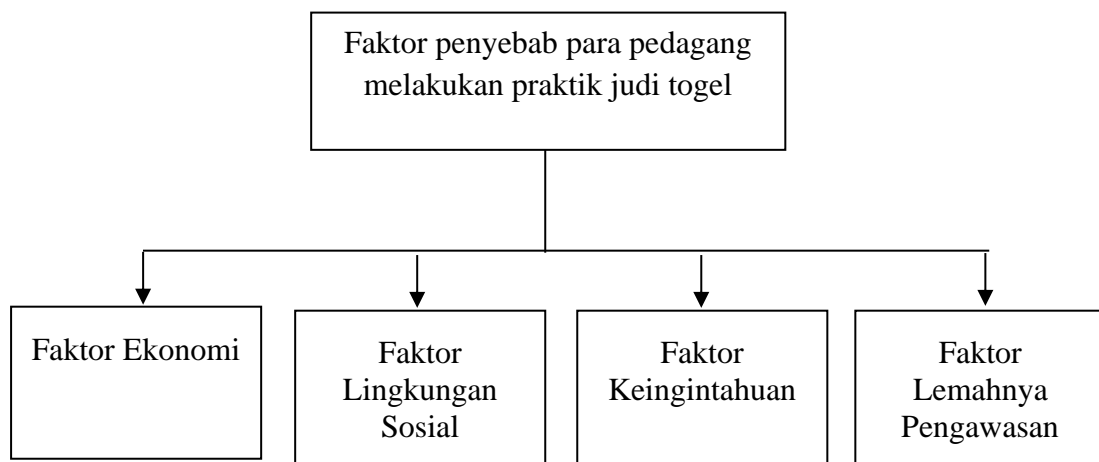 Faktor penyebab para pedagang
melakukan praktik judi togel
Faktor Ekonomi
Faktor
Lingkungan
Sosial
Faktor
Keingintahuan
Faktor
Lemahnya
Pengawasan